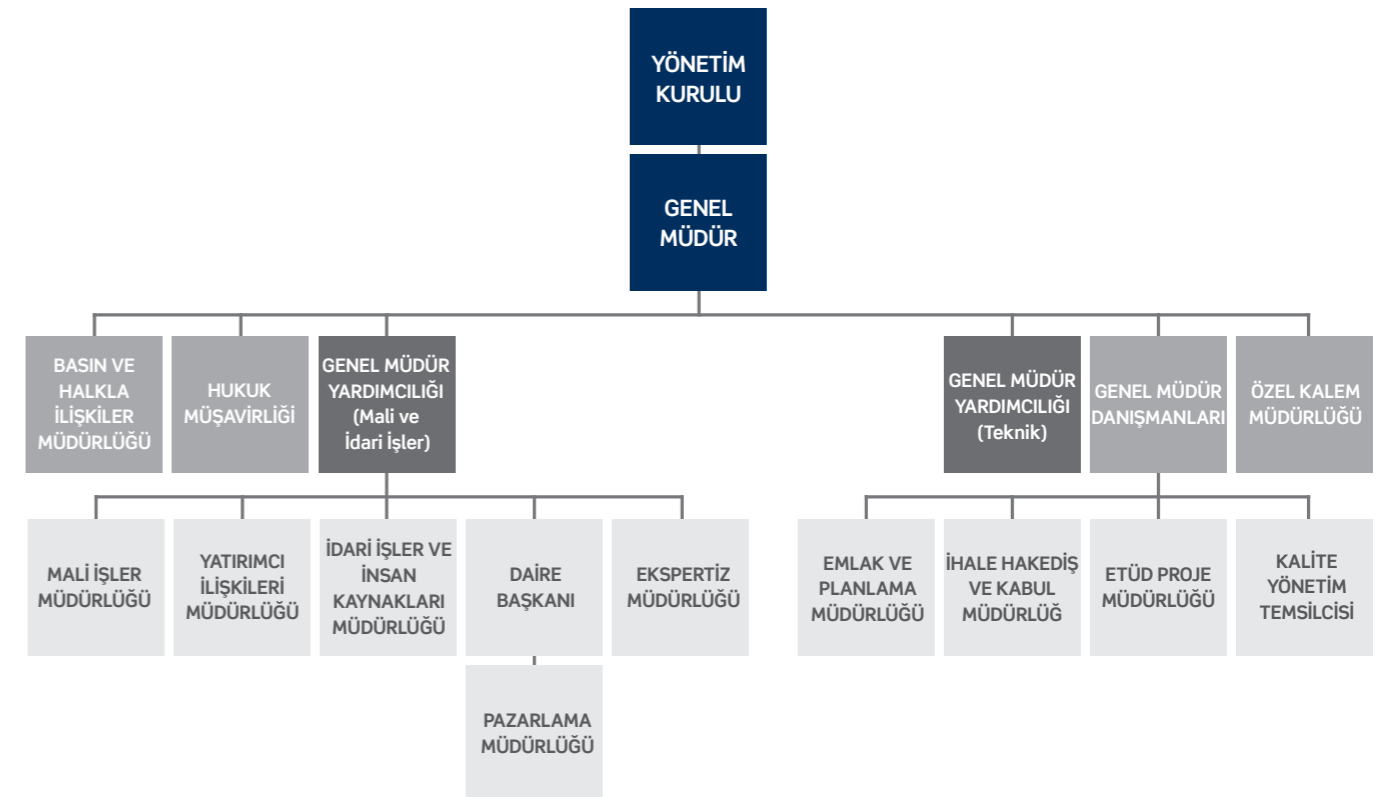 YÖNETİM
KURULU
GENEL
MÜDÜR
BASIN VE
HALKLA
İLİŞKİLER
MÜDÜRLÜĞÜ
HUKUK
MÜŞAVİRLİĞİ
GENEL MÜDÜR
YARDIMCILIĞI
(Mali ve
İdari İşler)
GENEL MÜDÜR
YARDIMCILIĞI
(Teknik)
GENEL MÜDÜR
DANIŞMANLARI
ÖZEL KALEM
MÜDÜRLÜĞÜ
MALİ İŞLER
MÜDÜRLÜĞÜ
YATIRIMCI
İLİŞKİLERİ
MÜDÜRLÜĞÜ
İDARİ İŞLER VE
İNSAN
KAYNAKLARI
MÜDÜRLÜĞÜ
DAİRE
BAŞKANI
EKSPERTİZ
MÜDÜRLÜĞÜ
EMLAK VE
PLANLAMA
MÜDÜRLÜĞÜ
İHALE HAKEDİŞ
VE KABUL
MÜDÜRLÜĞ
ETÜD PROJE
MÜDÜRLÜĞÜ
KALİTE
YÖNETİM
TEMSİLCİSİ
PAZARLAMA
MÜDÜRLÜĞÜ